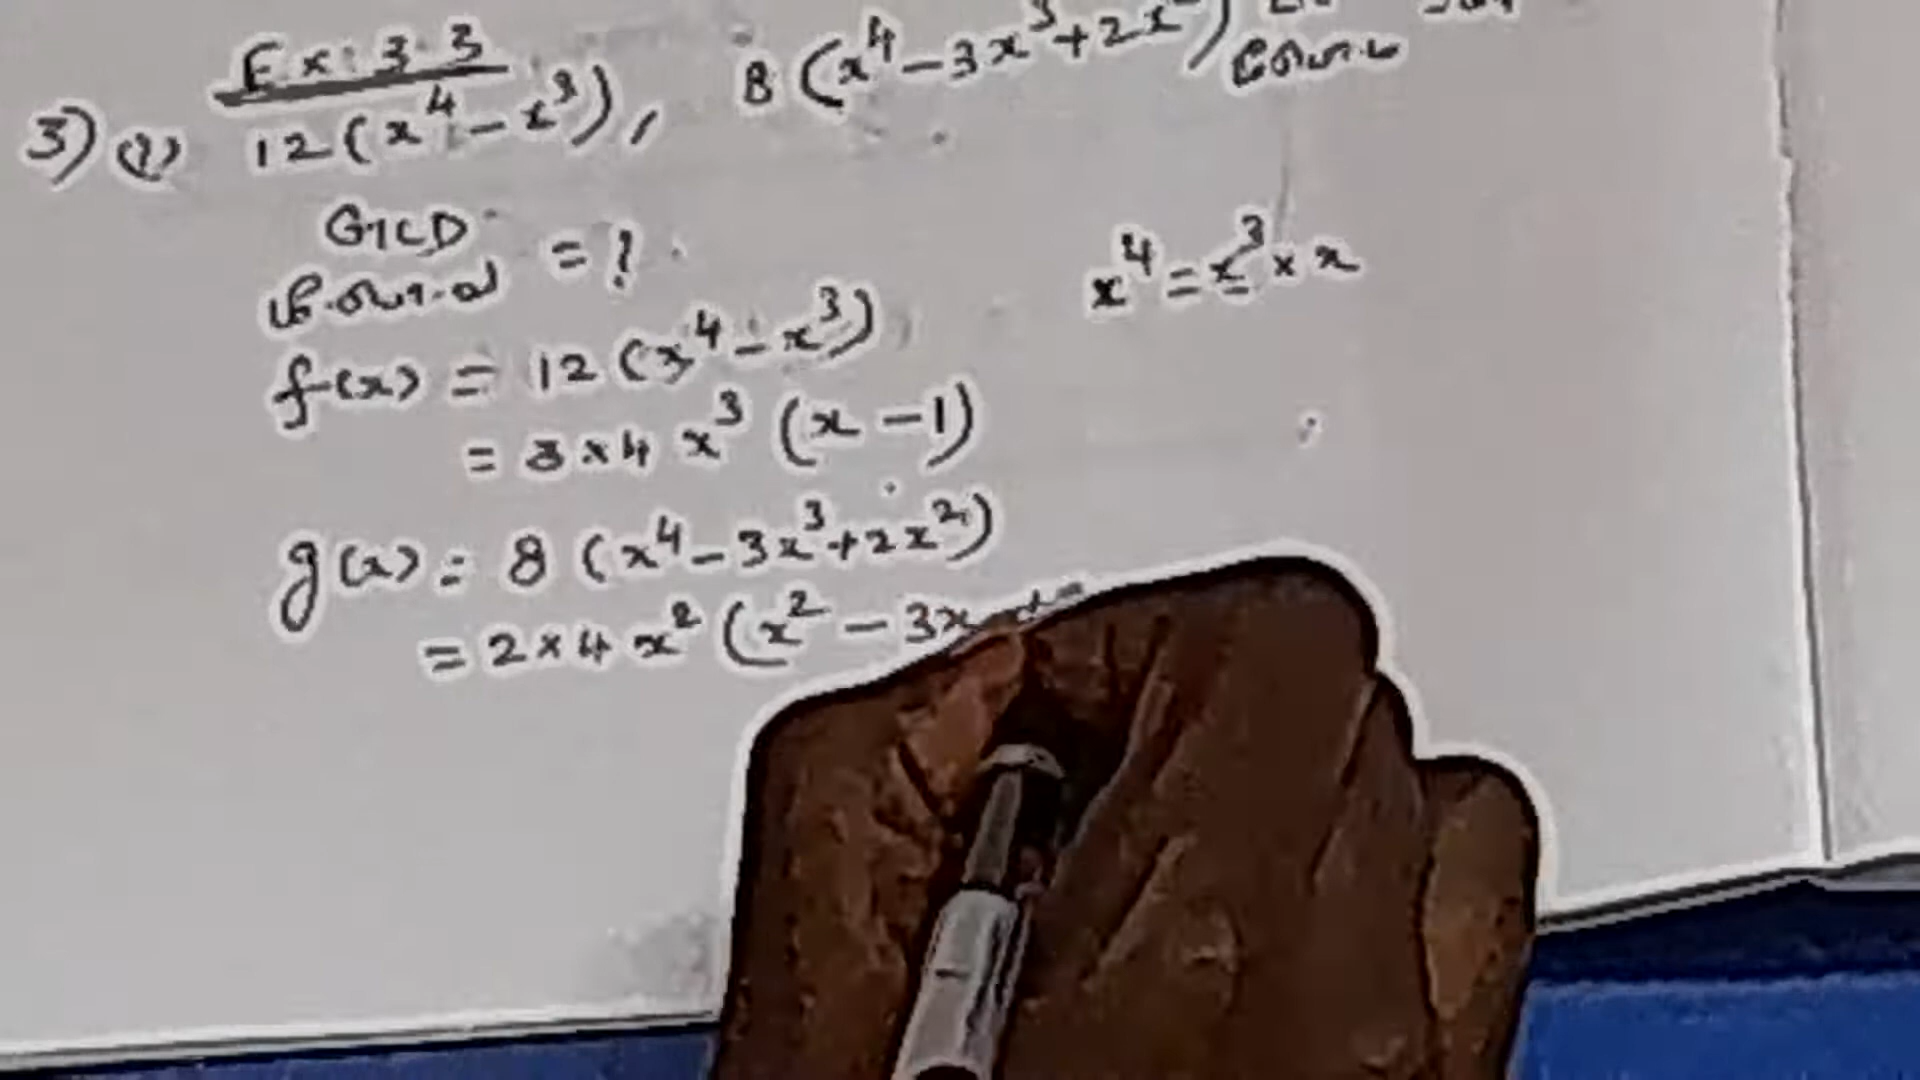 Ex: 3.3
3) (i) 12(x⁴ - x³), 8(x⁴ - 3x³ + 2x
GCD = ?
x⁴ = x³ × x
f(x) = 12 (x⁴ - x³)
= 3 × 4 x³ (x - 1)
g(x) = 8 (x⁴ - 3x³ + 2x²)
= 2 × 4 x² (x² - 3x